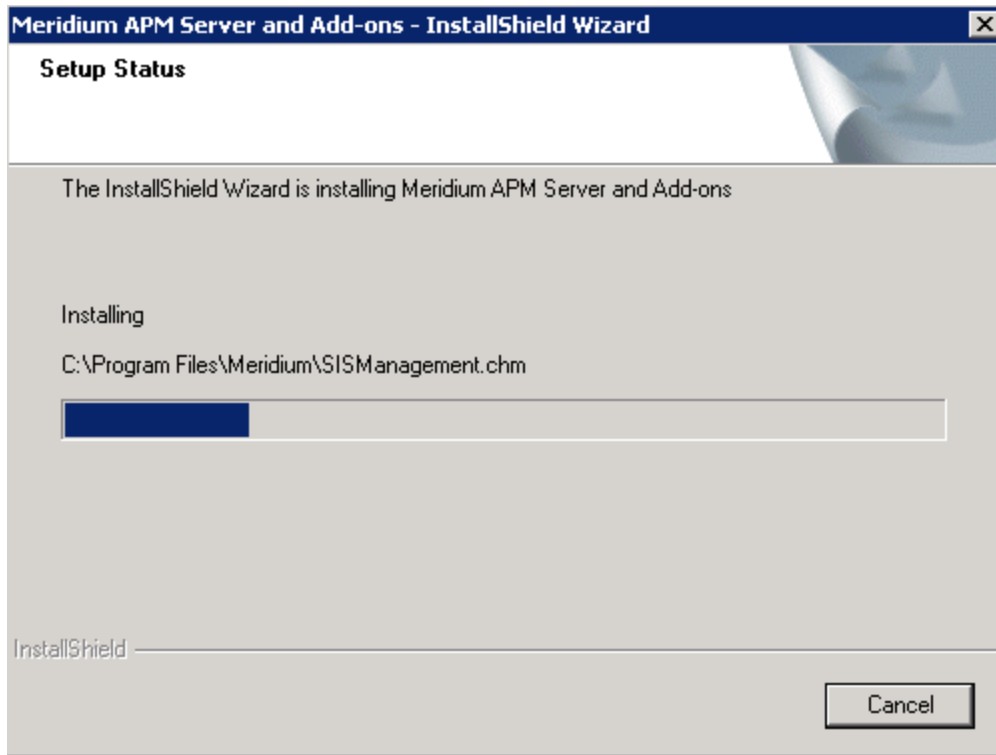 Meridium APM Server and Add-ons - InstallShield Wizard
Setup Status
The InstallShield Wizard is installing Meridium APM Server and Add-ons
Installing
C:\Program Files\Meridium\SISManagement.chm
InstallShield
Cancel